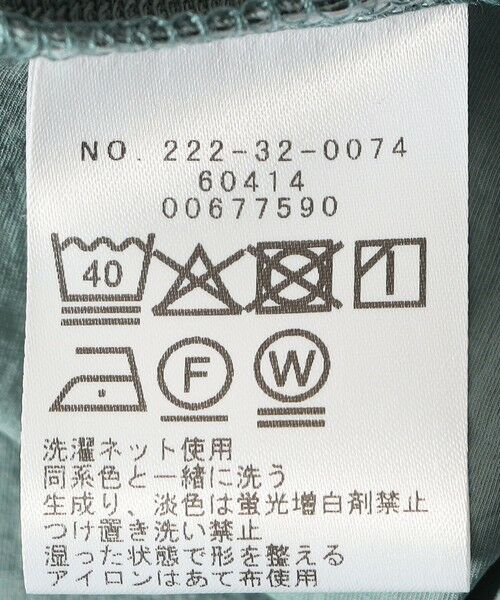 NO. 222-32-0074
60414
00677590
40
F W
洗濯ネット使用
同系色と一緒に洗う
生成り、淡色は蛍光増白剤禁止
つけ置き洗い禁止
湿った状態で形を整える
アイロンはあて布使用